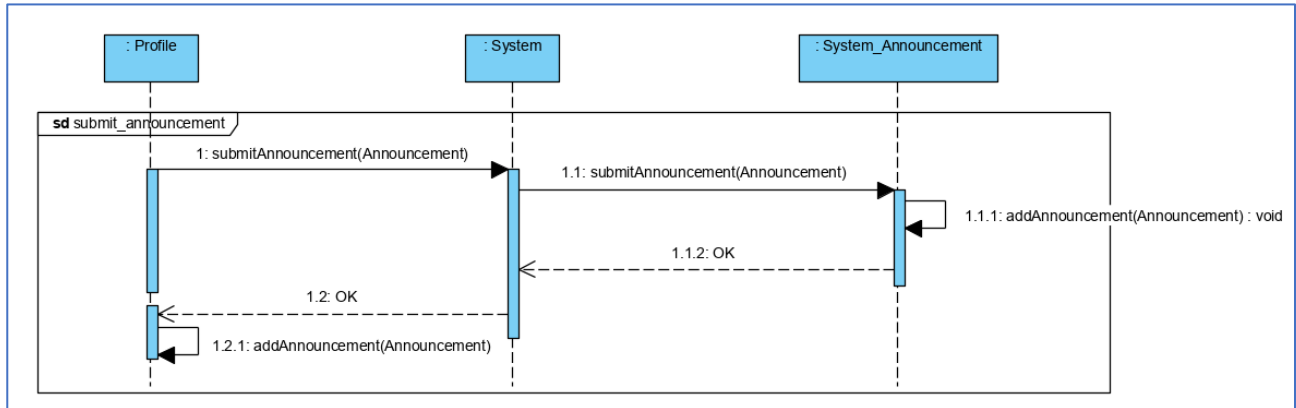 : Profile
: System
: System_Announcement
sd submit_announcement
1: submitAnnouncement(Announcement)
1.1: submitAnnouncement(Announcement)
1.1.1: addAnnouncement(Announcement) : void
1.1.2: OK
1.2: OK
1.2.1: addAnnouncement(Announcement)